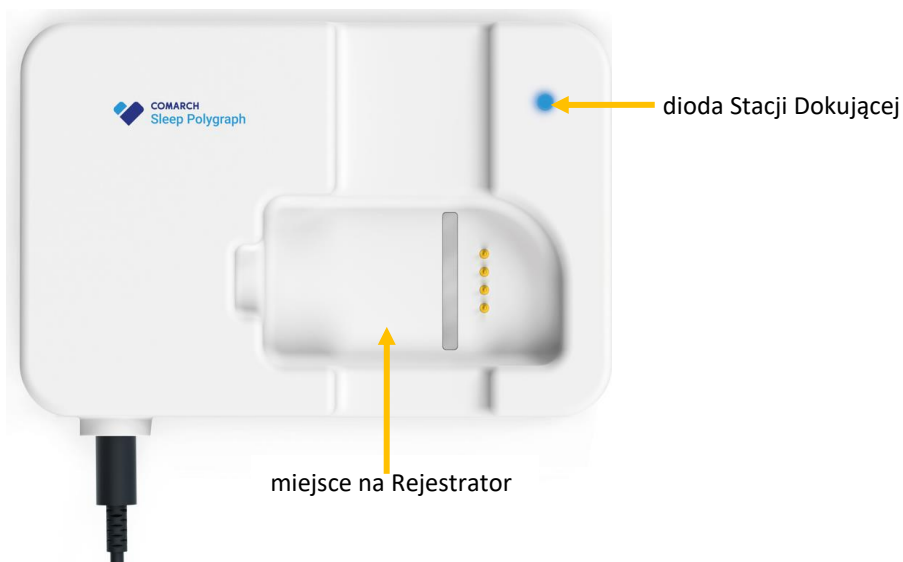 COMARCH
Sleep Polygraph
dioda Stacji Dokującej
miejsce na Rejestrator